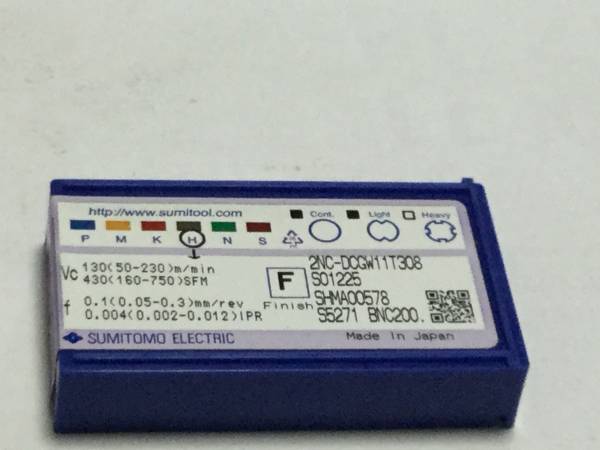 http://www.sumitool.com
Cont. Light Heavy
P M K H N S
Vc 130(50-230)m/min
430(160-750)SFM
f 0.1(0.05-0.3)mm/rev
0.004(0.002-0.012)IPR
F
Finish
2NC-DCGW11T308
S01225
SHMA00578
S5271 BNC200.
SUMITOMO ELECTRIC
Made in Japan